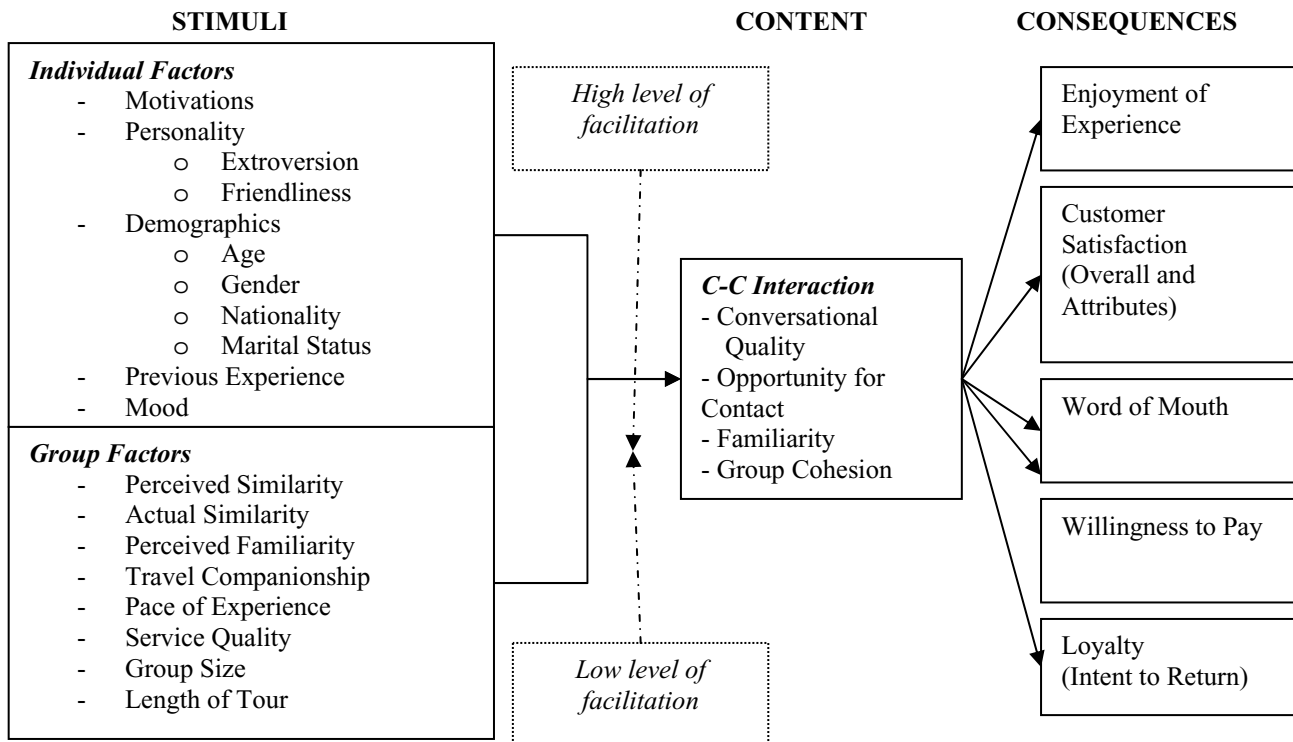 STIMULI
CONTENT
CONSEQUENCES
Individual Factors
- Motivations
- Personality
o Extroversion
o Friendliness
- Demographics
o Age
o Gender
o Nationality
o Marital Status
- Previous Experience
- Mood
Group Factors
- Perceived Similarity
- Actual Similarity
- Perceived Familiarity
- Travel Companionship
- Pace of Experience
- Service Quality
- Group Size
- Length of Tour
High level of
facilitation
Low level of
facilitation
C-C Interaction
- Conversational
Quality
- Opportunity for
Contact
- Familiarity
- Group Cohesion
Enjoyment of
Experience
Customer
Satisfaction
(Overall and
Attributes)
Word of Mouth
Willingness to Pay
Loyalty
(Intent to Return)